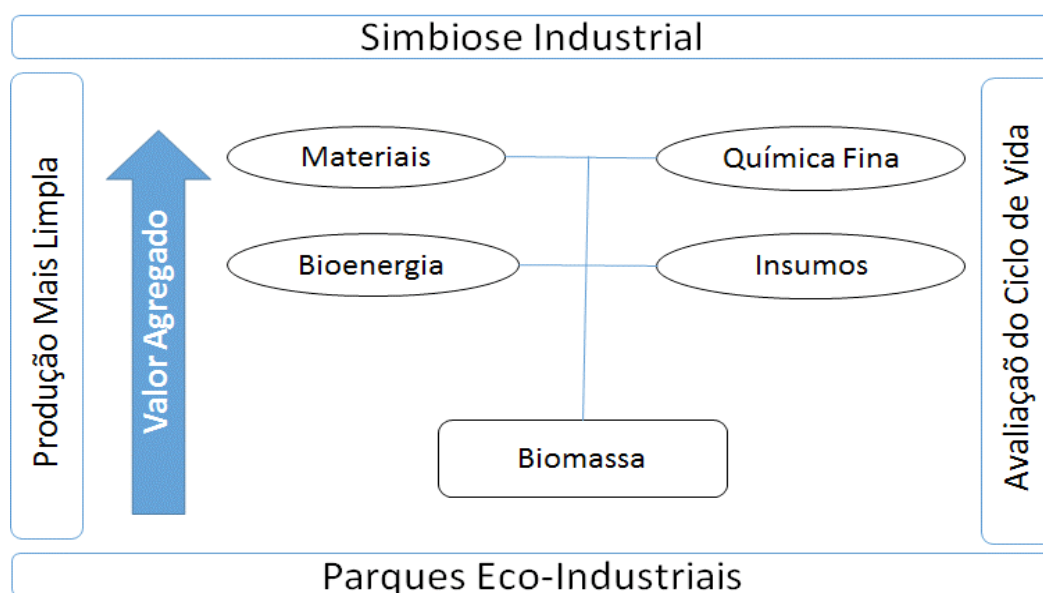 Simbiose Industrial
Produção Mais Limpa
Valor Agregado
Materiais
Química Fina
Bioenergia
Insumos
Biomassa
Avaliação do Ciclo de Vida
Parques Eco-Industriais